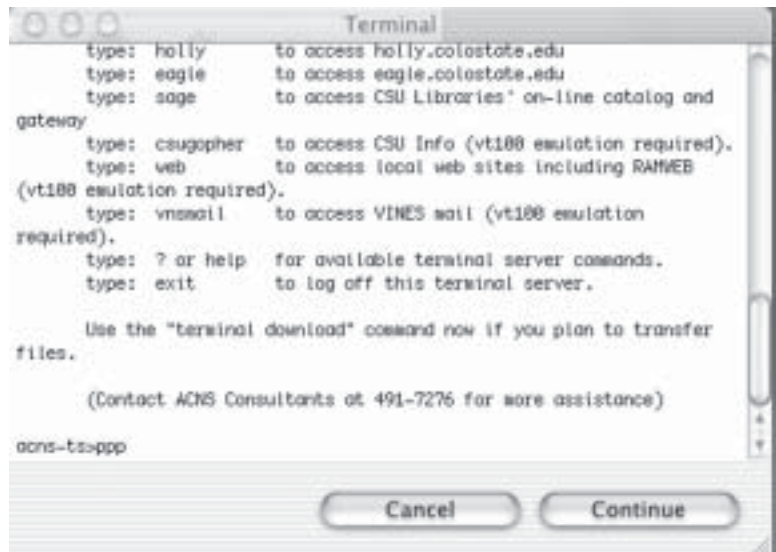 Terminal
type: holly to access holly.colostate.edu
type: eagle to access eagle.colostate.edu
type: sage to access CSU Libraries' on-line catalog and
gateway
type: csugopher to access CSU Info (vt100 emulation required).
type: web to access local web sites including RAMWEB
(vt100 emulation required).
type: vnsmail to access VINES mail (vt100 emulation
required).
type: ? or help for available terminal server commands.
type: exit to log off this terminal server.
Use the "terminal download" command now if you plan to transfer
files.
(Contact ACNS Consultants at 491-7276 for more assistance)
acns-ts>ppp
Cancel Continue